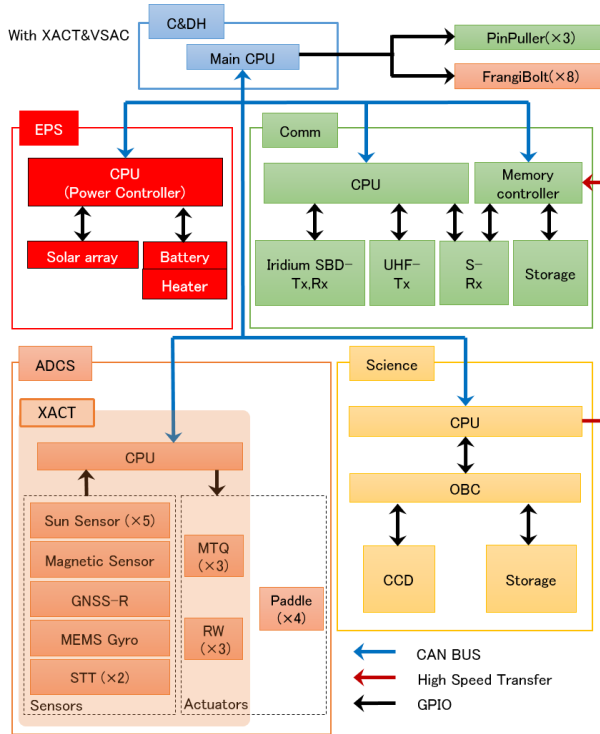 With XACT&VSAC
C&DH
Main CPU
PinPuller(×3)
FrangiBolt(×8)
EPS
CPU
(Power Controller)
Solar array
Battery
Heater
Comm
CPU
Memory
controller
Iridium SBD-
Tx,Rx
UHF-
Tx
S-
Rx
Storage
ADCS
XACT
CPU
Sun Sensor (×5)
Magnetic Sensor
GNSS-R
MEMS Gyro
STT (×2)
Sensors
MTQ
(×3)
RW
(×3)
Paddle
(×4)
Actuators
Science
CPU
OBC
CCD
Storage
CAN BUS
High Speed Transfer
GPIO